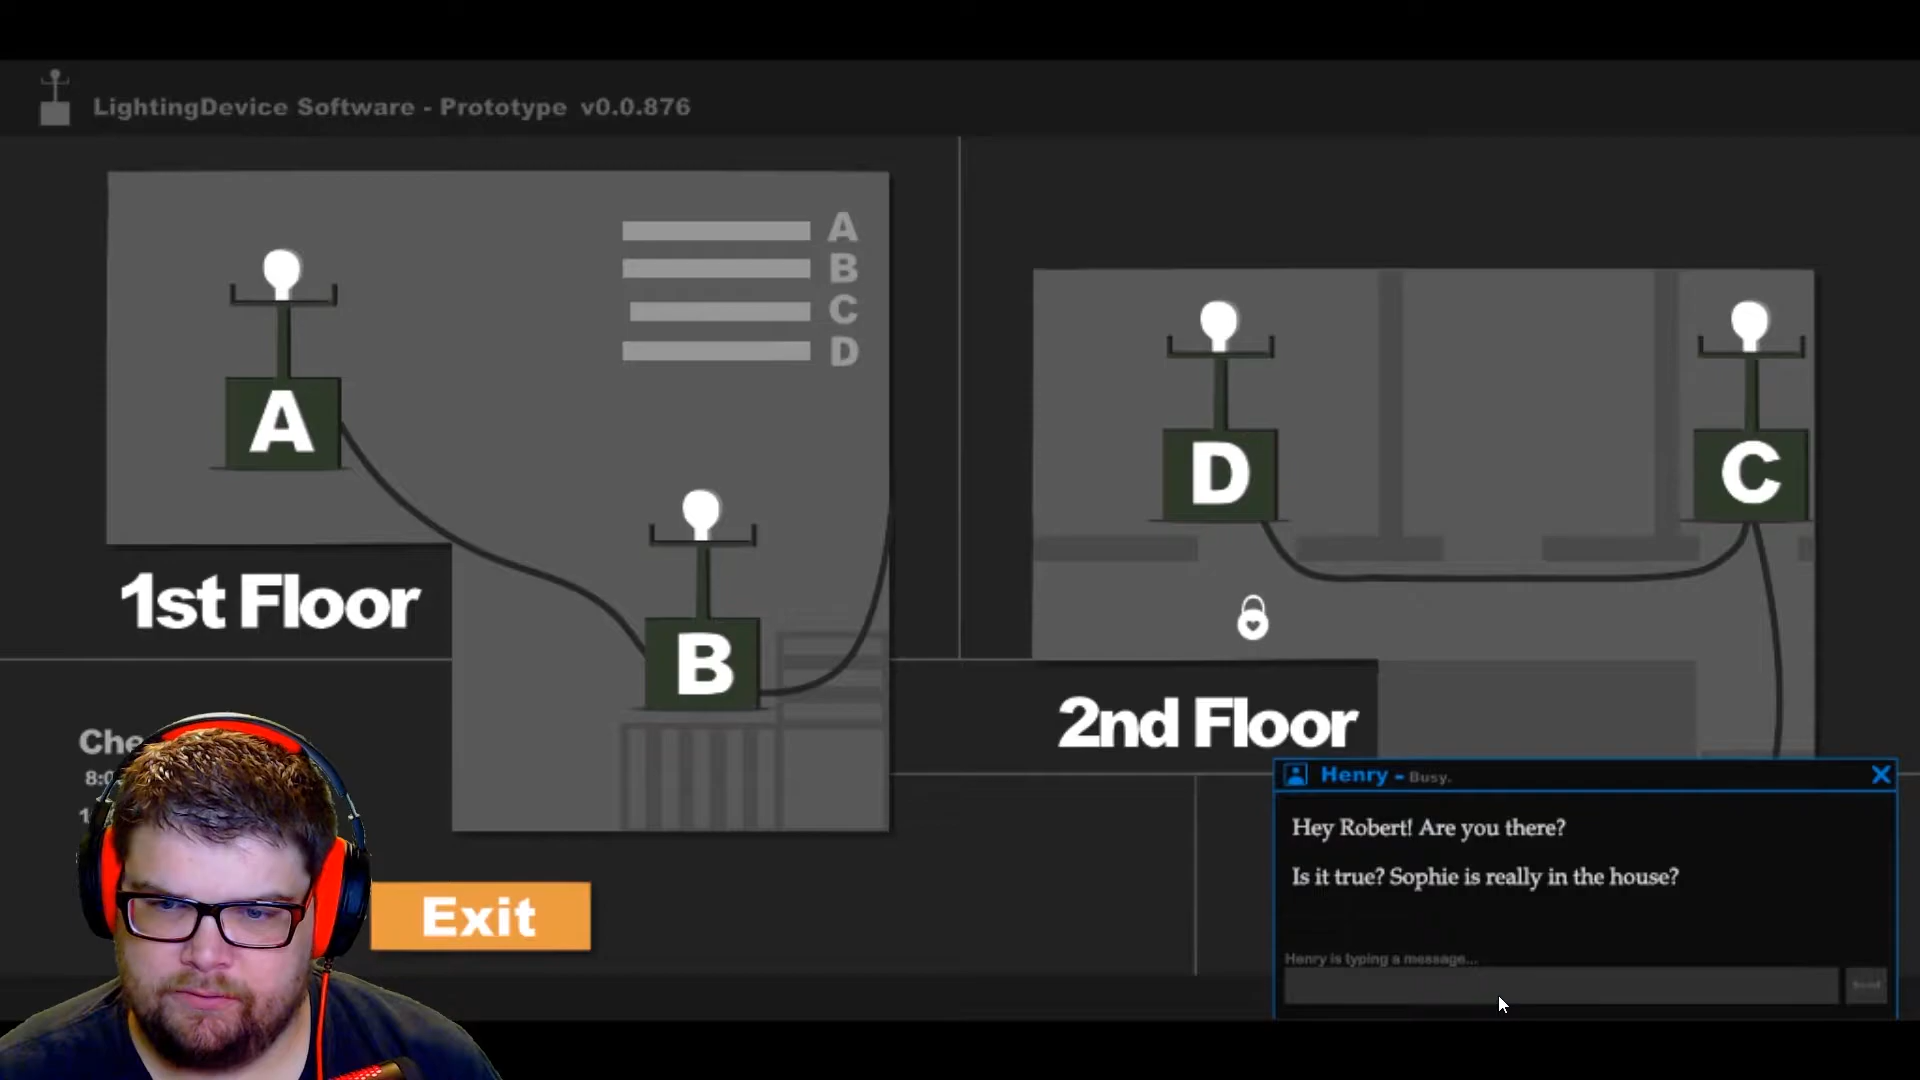 LightingDevice Software - Prototype v0.0.876
A
B
C
D
A
B
1st Floor
D
C
2nd Floor
Exit
Henry - Busy.
Hey Robert! Are you there?
Is it true? Sophie is really in the house?
Henry is typing a message...
Send